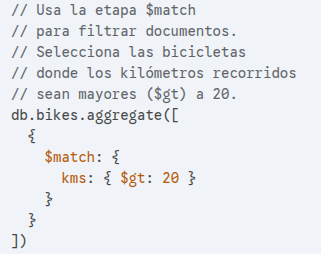 // Usa la etapa $match
// para filtrar documentos.
// Selecciona las bicicletas
// donde los kilómetros recorridos
// sean mayores ($gt) a 20.
db.bikes.aggregate([
  {
    $match: {
      kms: { $gt: 20 }
    }
  }
])